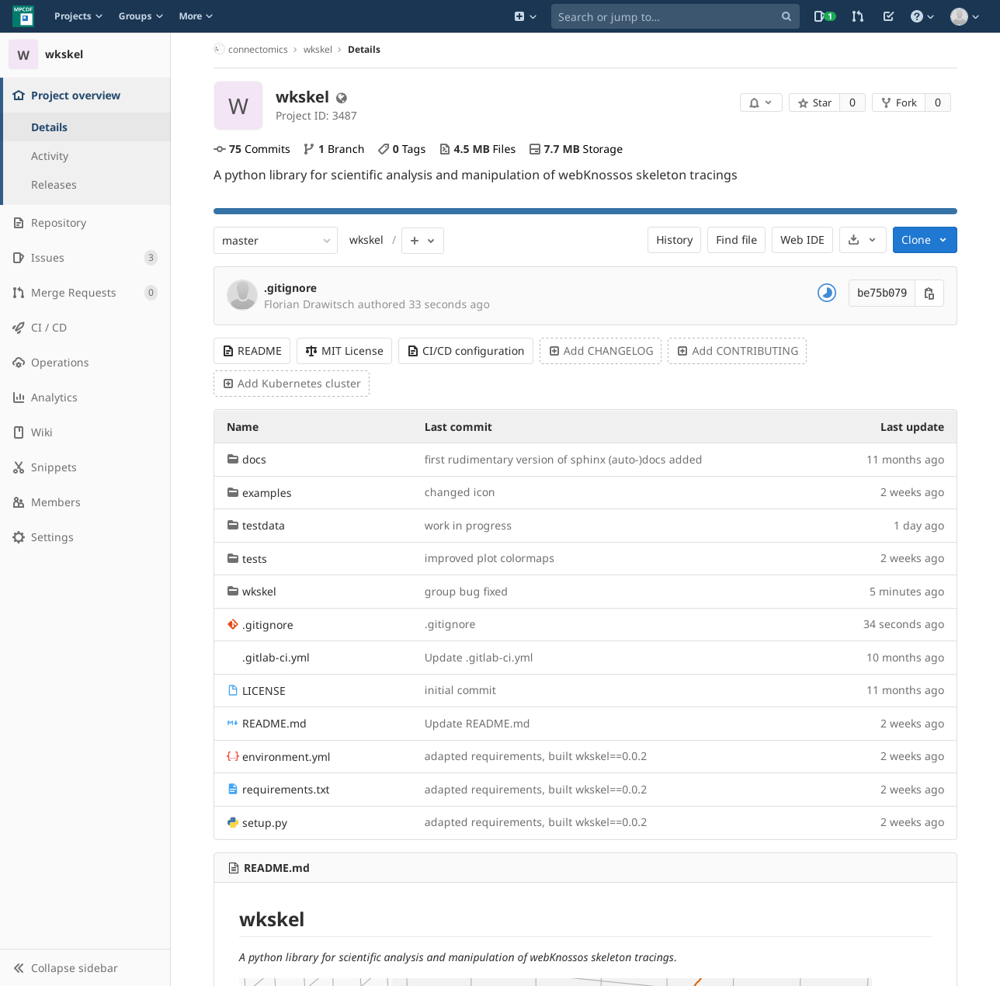 MPCDF Projects Groups More Search or jump to... 1
W wkskel
connectomics > wkskel > Details
Project overview
Details
Activity
Releases
Repository
Issues 3
Merge Requests 0
CI / CD
Operations
Analytics
Wiki
Snippets
Members
Settings
Collapse sidebar
W wkskel
Project ID: 3487
Star 0 Fork 0
75 Commits 1 Branch 0 Tags 4.5 MB Files 7.7 MB Storage
A python library for scientific analysis and manipulation of webKnossos skeleton tracings
master wkskel / + History Find file Web IDE Clone
.gitignore
Florian Drawitsch authored 33 seconds ago
be75b079
README MIT License CI/CD configuration Add CHANGELOG Add CONTRIBUTING
Add Kubernetes cluster
Name Last commit Last update
docs first rudimentary version of sphinx (auto-)docs added 11 months ago
examples changed icon 2 weeks ago
testdata work in progress 1 day ago
tests improved plot colormaps 2 weeks ago
wkskel group bug fixed 5 minutes ago
.gitignore .gitignore 34 seconds ago
.gitlab-ci.yml Update .gitlab-ci.yml 10 months ago
LICENSE initial commit 11 months ago
README.md Update README.md 2 weeks ago
environment.yml adapted requirements, built wkskel==0.0.2 2 weeks ago
requirements.txt adapted requirements, built wkskel==0.0.2 2 weeks ago
setup.py adapted requirements, built wkskel==0.0.2 2 weeks ago
README.md
wkskel
A python library for scientific analysis and manipulation of webKnossos skeleton tracings.